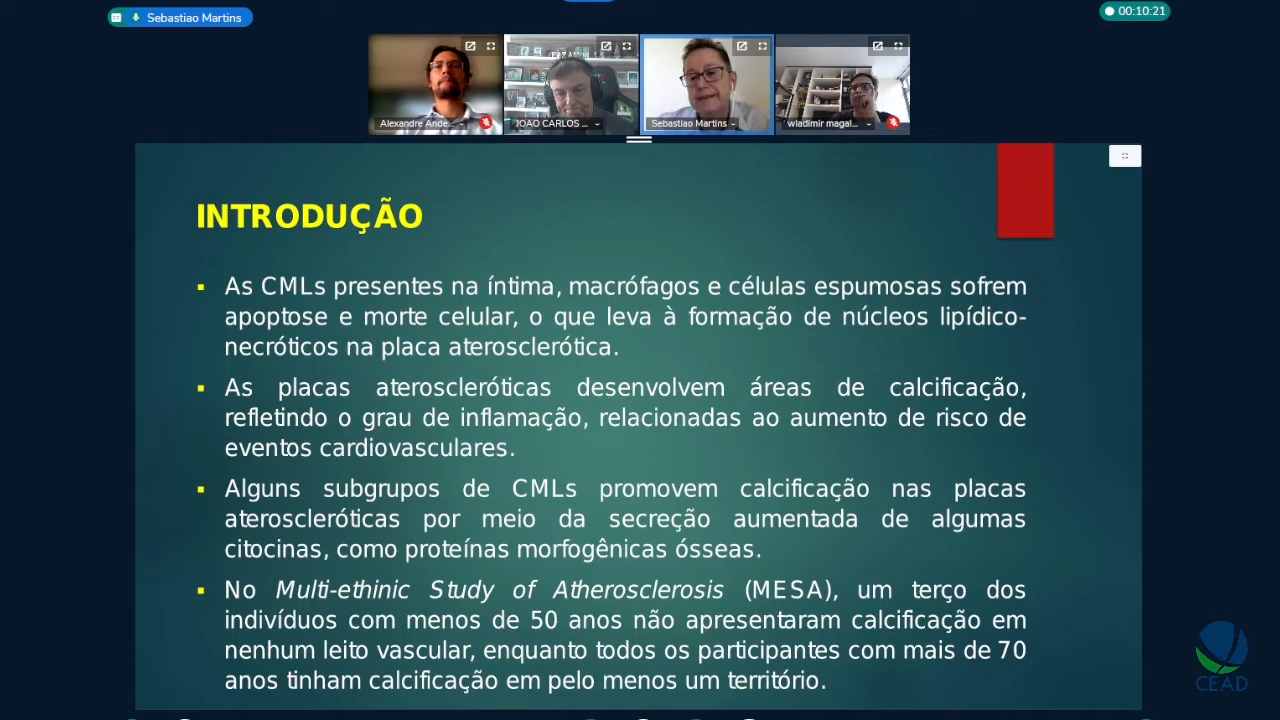 Sebastiao Martins
00:10:21
Alexandre Ande...
JOAO CARLOS ...
Sebastiao Martins
wladimir magal...
INTRODUÇÃO
▪ As CMLs presentes na íntima, macrófagos e células espumosas sofrem
apoptose e morte celular, o que leva à formação de núcleos lipídico-
necróticos na placa aterosclerótica.
▪ As placas ateroscleróticas desenvolvem áreas de calcificação,
refletindo o grau de inflamação, relacionadas ao aumento de risco de
eventos cardiovasculares.
▪ Alguns subgrupos de CMLs promovem calcificação nas placas
ateroscleróticas por meio da secreção aumentada de algumas
citocinas, como proteínas morfogênicas ósseas.
▪ No Multi-ethinic Study of Atherosclerosis (MESA), um terço dos
indivíduos com menos de 50 anos não apresentaram calcificação em
nenhum leito vascular, enquanto todos os participantes com mais de 70
anos tinham calcificação em pelo menos um território.
CEAD